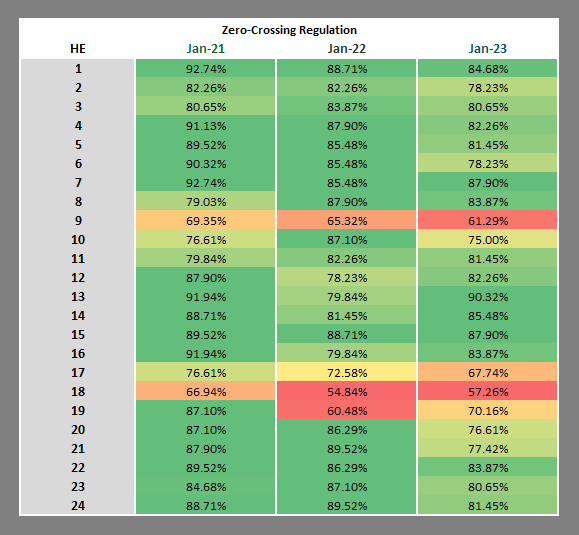 Zero-Crossing Regulation
HE Jan-21 Jan-22 Jan-23
1 92.74% 88.71% 84.68%
2 82.26% 82.26% 78.23%
3 80.65% 83.87% 80.65%
4 91.13% 87.90% 82.26%
5 89.52% 85.48% 81.45%
6 90.32% 85.48% 78.23%
7 92.74% 85.48% 87.90%
8 79.03% 87.90% 83.87%
9 69.35% 65.32% 61.29%
10 76.61% 87.10% 75.00%
11 79.84% 82.26% 81.45%
12 87.90% 78.23% 82.26%
13 91.94% 79.84% 90.32%
14 88.71% 81.45% 85.48%
15 89.52% 88.71% 87.90%
16 91.94% 79.84% 83.87%
17 76.61% 72.58% 67.74%
18 66.94% 54.84% 57.26%
19 87.10% 60.48% 70.16%
20 87.10% 86.29% 76.61%
21 87.90% 89.52% 77.42%
22 89.52% 86.29% 83.87%
23 84.68% 87.10% 80.65%
24 88.71% 89.52% 81.45%